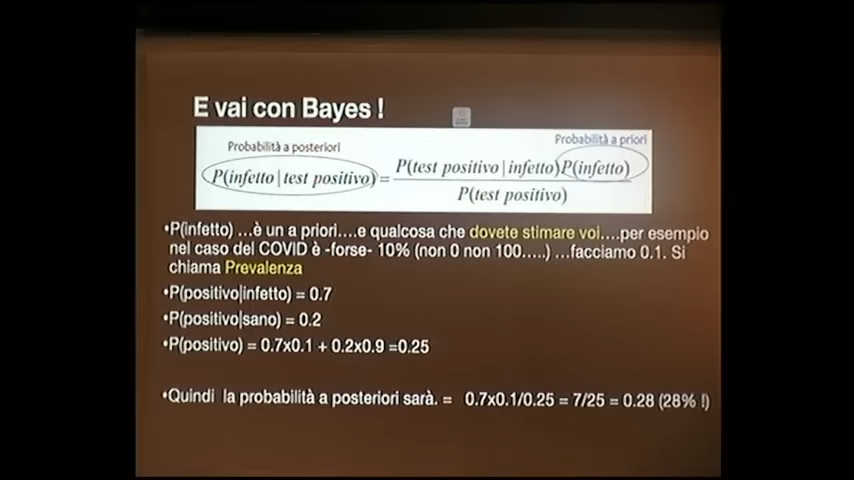 E vai con Bayes !
Probabilità a posteriori
Probabilità a priori
P(infetto | test positivo) = P(test positivo | infetto)P(infetto)
P(test positivo)
•P(infetto) ...è un a priori....e qualcosa che dovete stimare voi....per esempio
nel caso del COVID è -forse- 10% (non 0 non 100.....) ...facciamo 0.1. Si
chiama Prevalenza
•P(positivo|infetto) = 0.7
•P(positivo|sano) = 0.2
•P(positivo) = 0.7x0.1 + 0.2x0.9 =0.25
•Quindi la probabilità a posteriori sarà. = 0.7x0.1/0.25 = 7/25 = 0.28 (28% !)